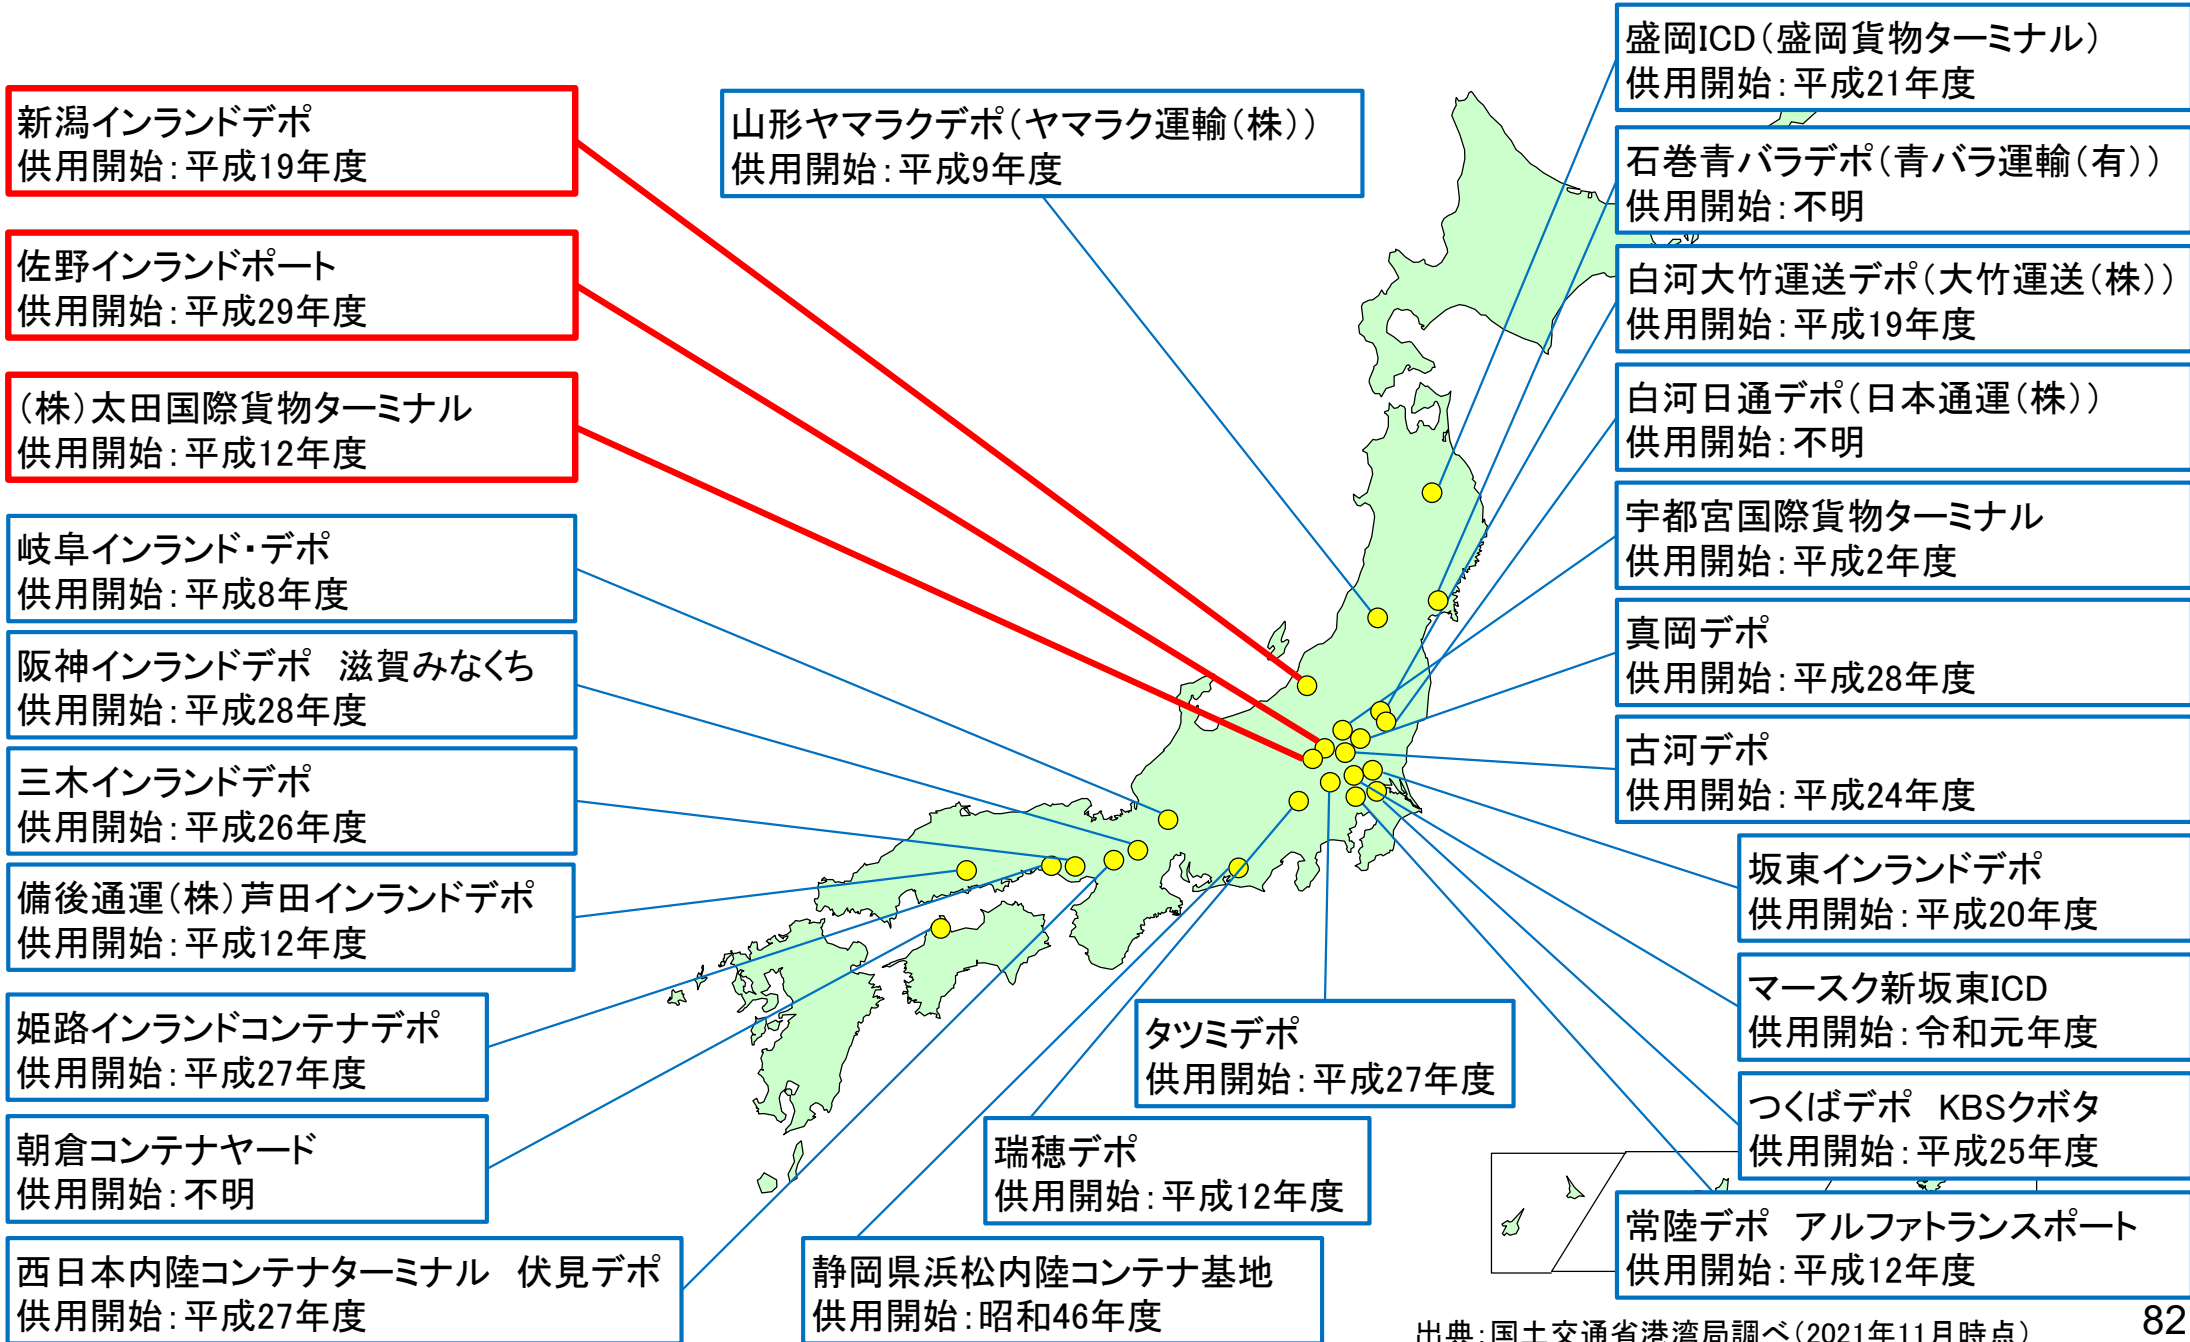 新潟インランドデポ
供用開始：平成19年度
佐野インランドポート
供用開始：平成29年度
（株）太田国際貨物ターミナル
供用開始：平成12年度
岐阜インランド・デポ
供用開始：平成8年度
阪神インランドデポ　滋賀みなくち
供用開始：平成28年度
三木インランドデポ
供用開始：平成26年度
備後通運（株）芦田インランドデポ
供用開始：平成12年度
姫路インランドコンテナデポ
供用開始：平成27年度
朝倉コンテナヤード
供用開始：不明
西日本内陸コンテナターミナル　伏見デポ
供用開始：平成27年度
山形ヤマラクデポ（ヤマラク運輸（株））
供用開始：平成9年度
盛岡ICD（盛岡貨物ターミナル）
供用開始：平成21年度
石巻青バラデポ（青バラ運輸（有））
供用開始：不明
白河大竹運送デポ（大竹運送（株））
供用開始：平成19年度
白河日通デポ（日本通運（株））
供用開始：不明
宇都宮国際貨物ターミナル
供用開始：平成2年度
真岡デポ
供用開始：平成28年度
古河デポ
供用開始：平成24年度
坂東インランドデポ
供用開始：平成20年度
マースク新坂東ICD
供用開始：令和元年度
つくばデポ　KBSクボタ
供用開始：平成25年度
常陸デポ　アルファトランスポート
供用開始：平成12年度
タツミデポ
供用開始：平成27年度
瑞穂デポ
供用開始：平成12年度
静岡県浜松内陸コンテナ基地
供用開始：昭和46年度
出典：国土交通省港湾局調べ（2021年11月時点）
82